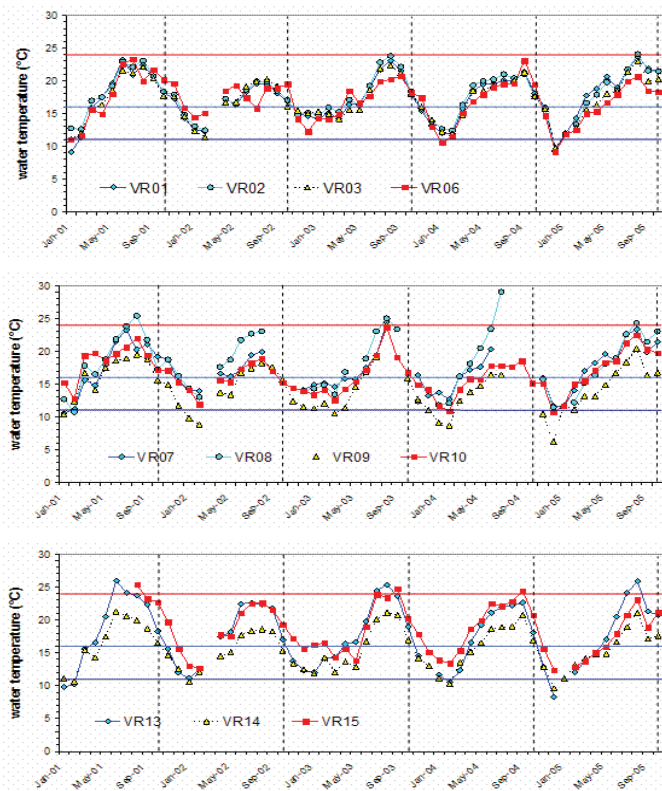 water temperature (°C)
30
25
20
15
10
5
0
VR01 VR02 VR03 VR06
Jan-01 May-01 Sep-01 Jan-02 May-02 Sep-02 Jan-03 May-03 Sep-03 Jan-04 May-04 Sep-04 Jan-05 May-05 Sep-05
water temperature (°C)
30
25
20
15
10
5
0
VR07 VR08 VR09 VR10
Jan-01 May-01 Sep-01 Jan-02 May-02 Sep-02 Jan-03 May-03 Sep-03 Jan-04 May-04 Sep-04 Jan-05 May-05 Sep-05
water temperature (°C)
30
25
20
15
10
5
0
VR13 VR14 VR15
Jan-01 May-01 Sep-01 Jan-02 May-02 Sep-02 Jan-03 May-03 Sep-03 Jan-04 May-04 Sep-04 Jan-05 May-05 Sep-05